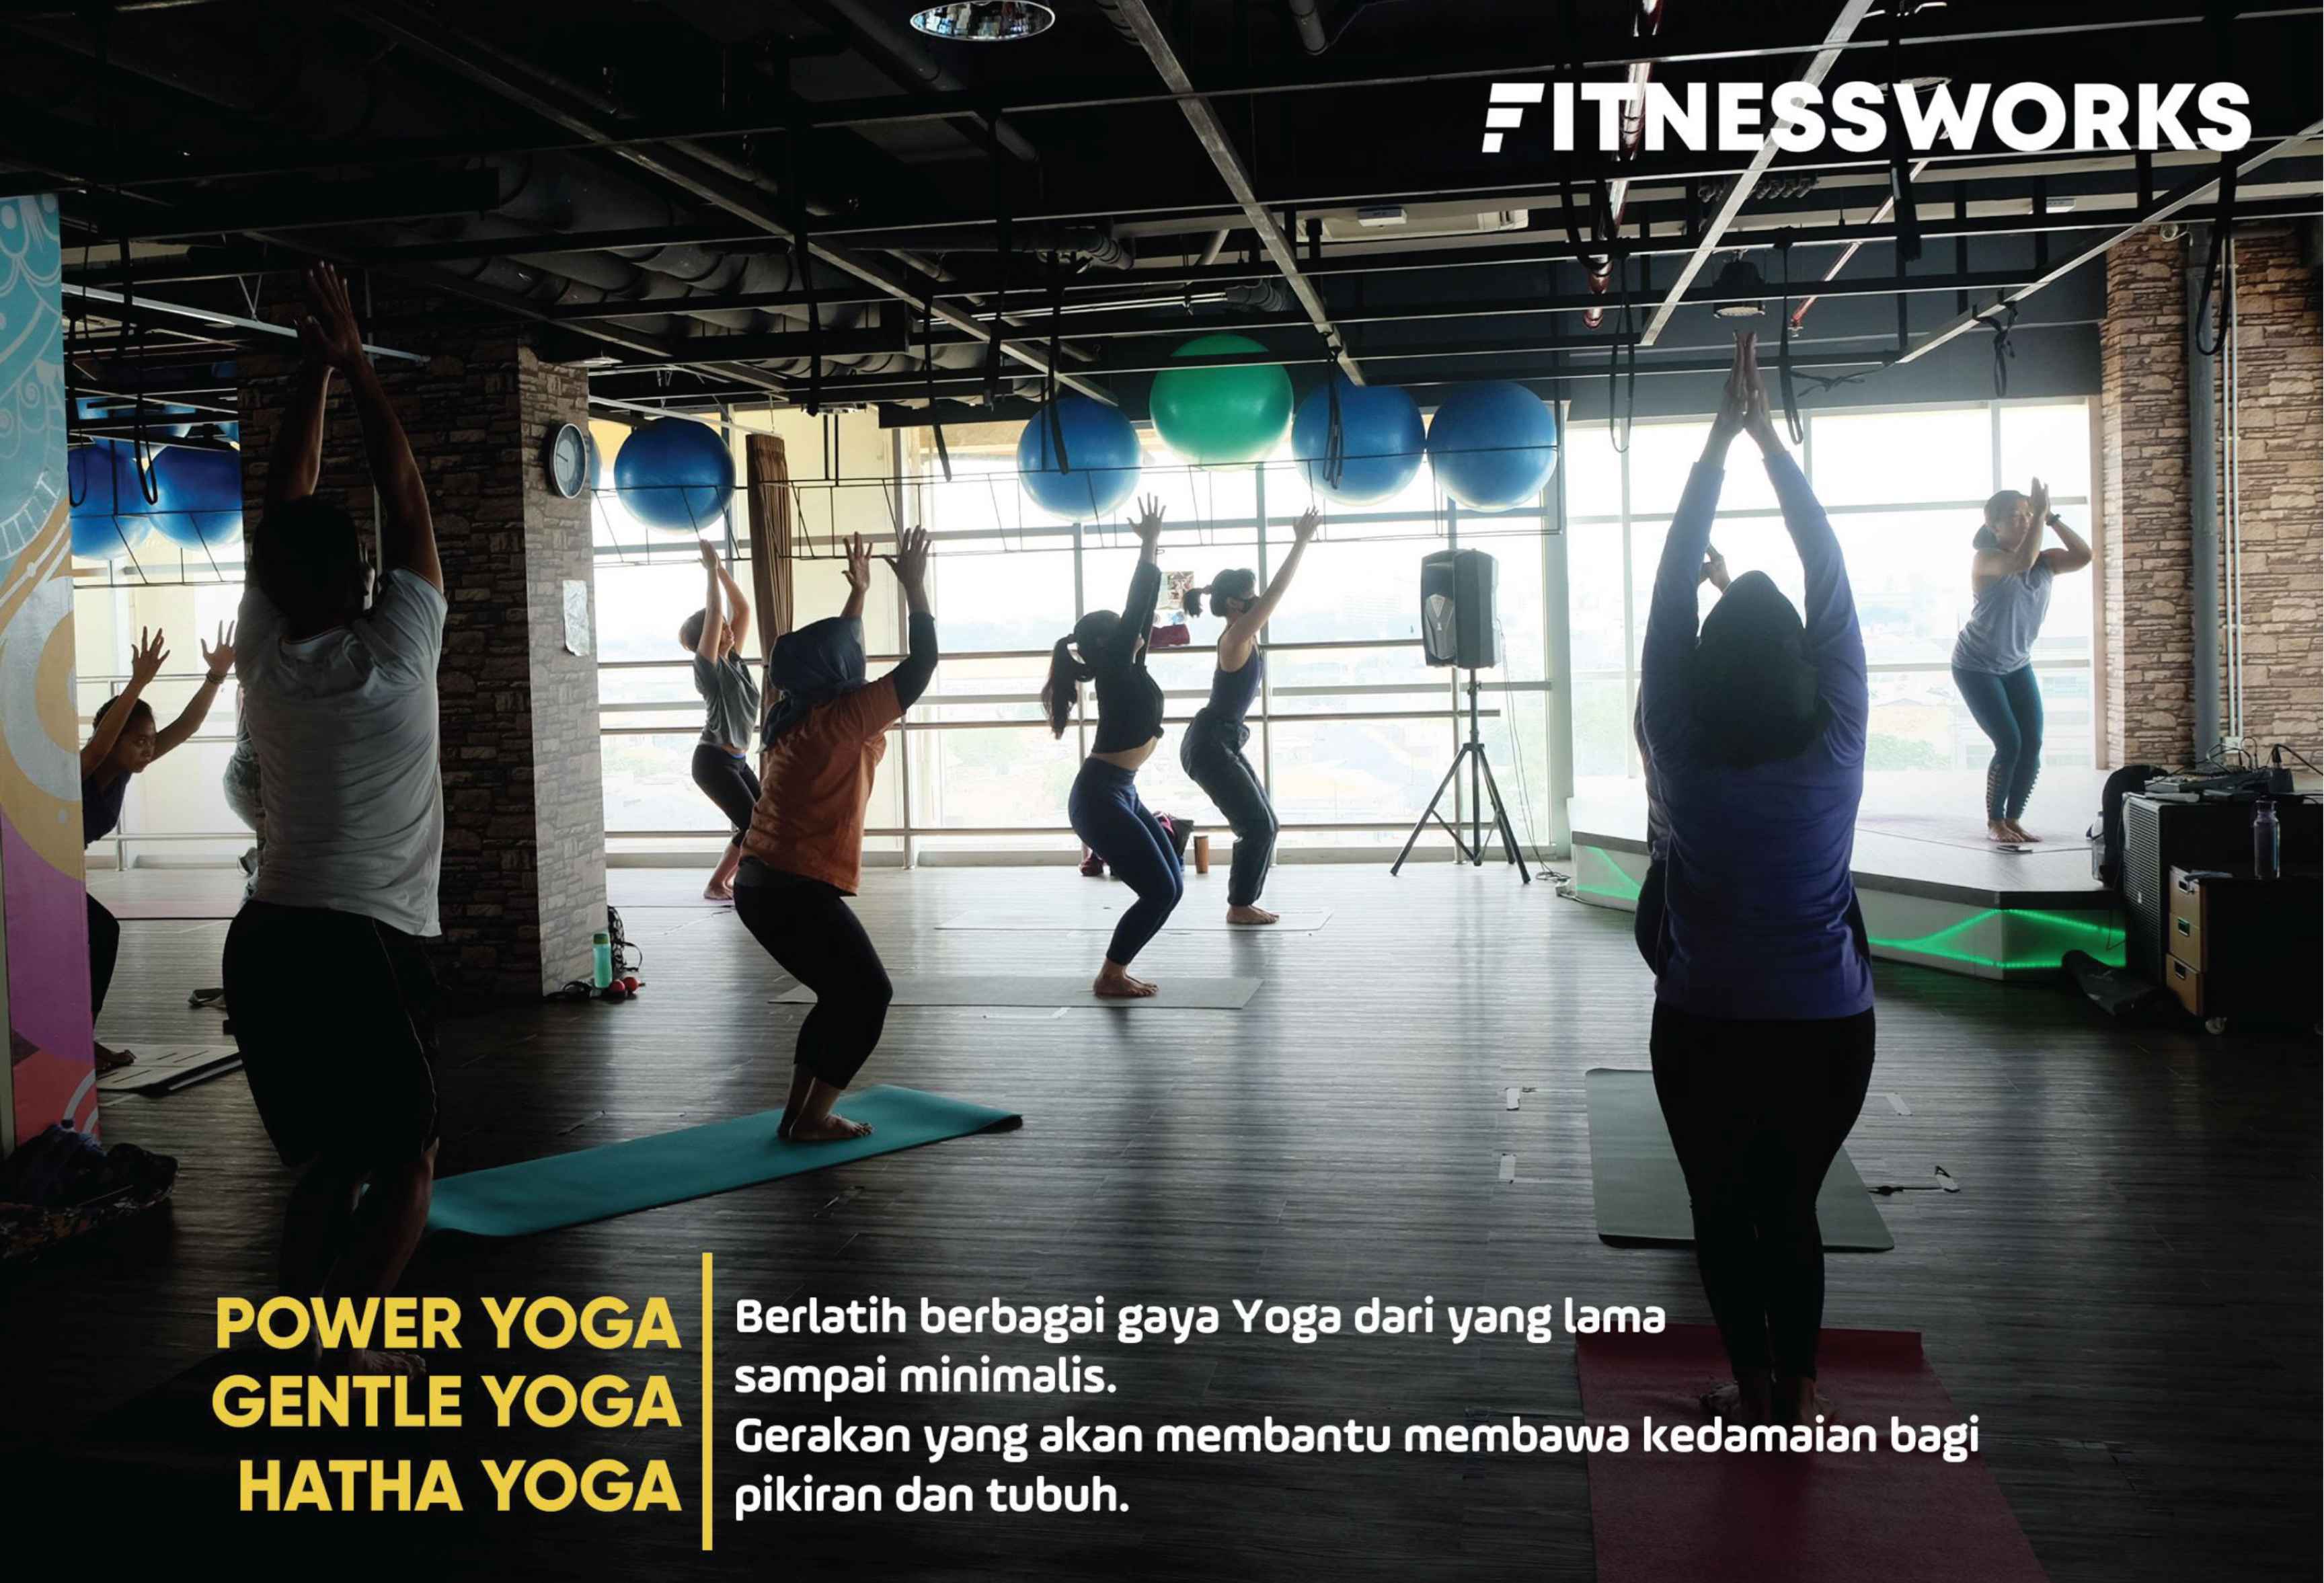 FITNESSWORKS
POWER YOGA
GENTLE YOGA
HATHA YOGA
Berlatih berbagai gaya Yoga dari yang lama
sampai minimalis.
Gerakan yang akan membantu membawa kedamaian bagi
pikiran dan tubuh.